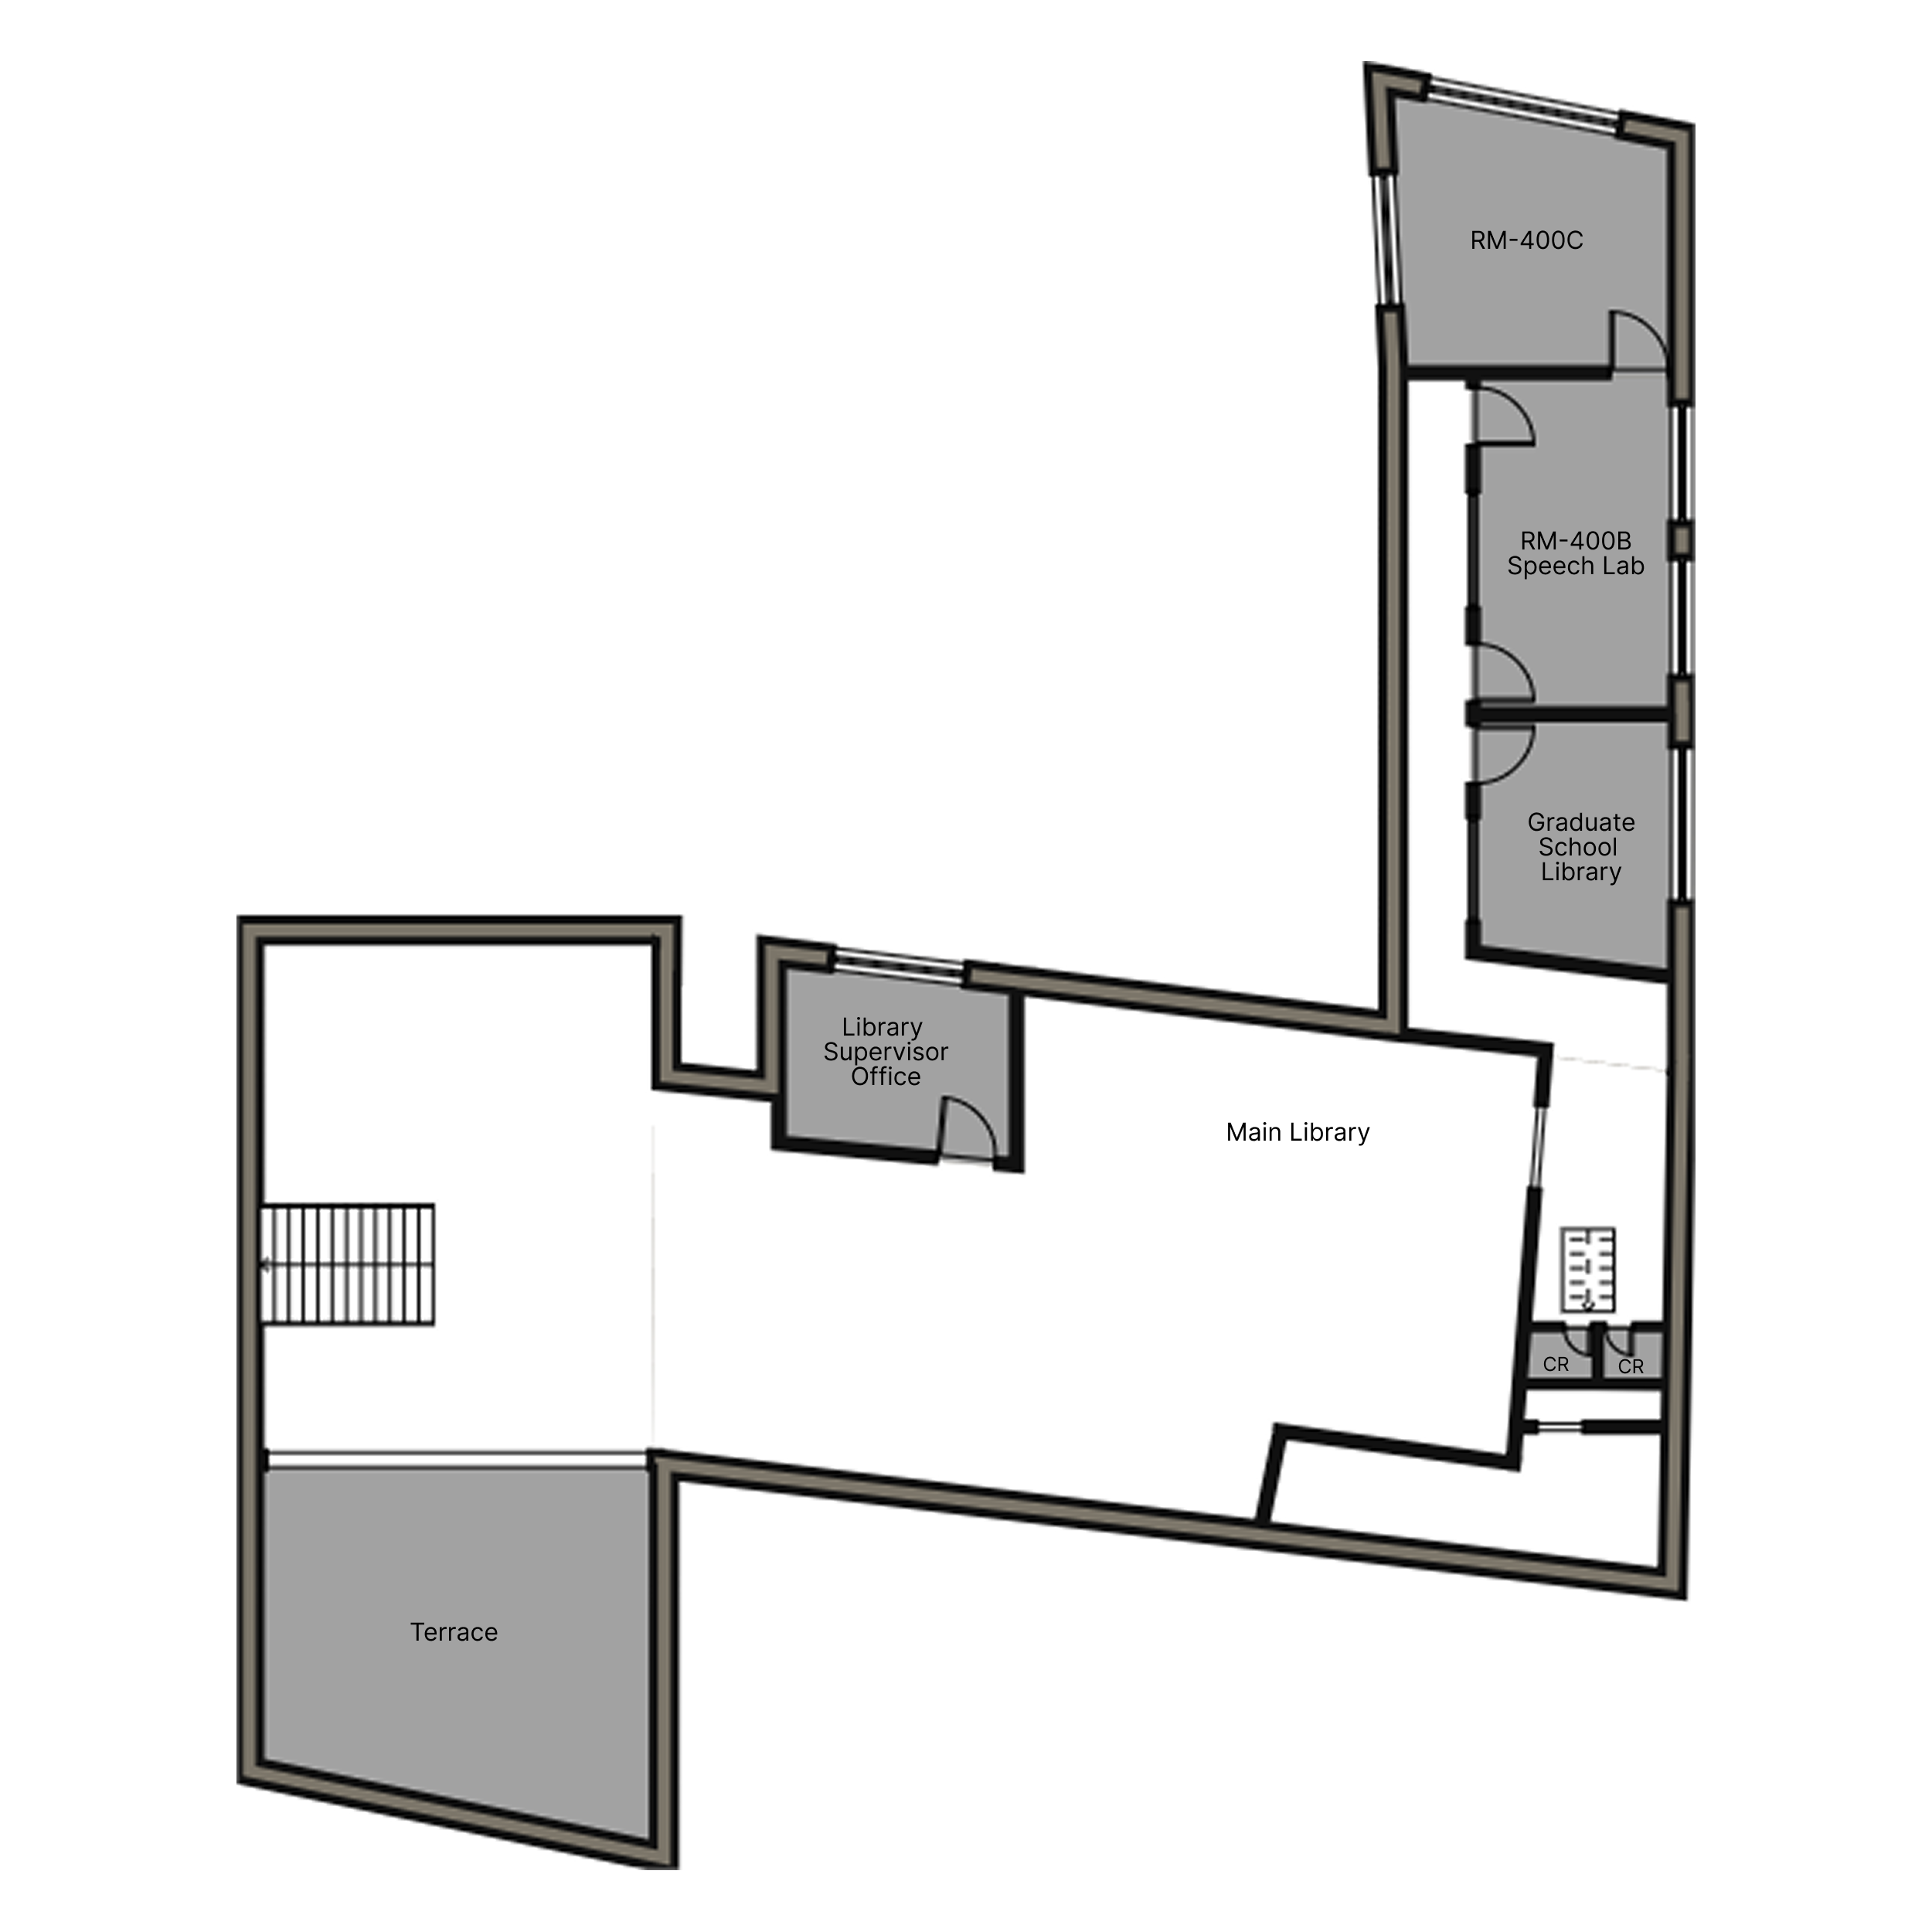 RM-400C
RM-400B
Speech Lab
Graduate
School
Library
Library
Supervisor
Office
Main Library
CR
CR
Terrace